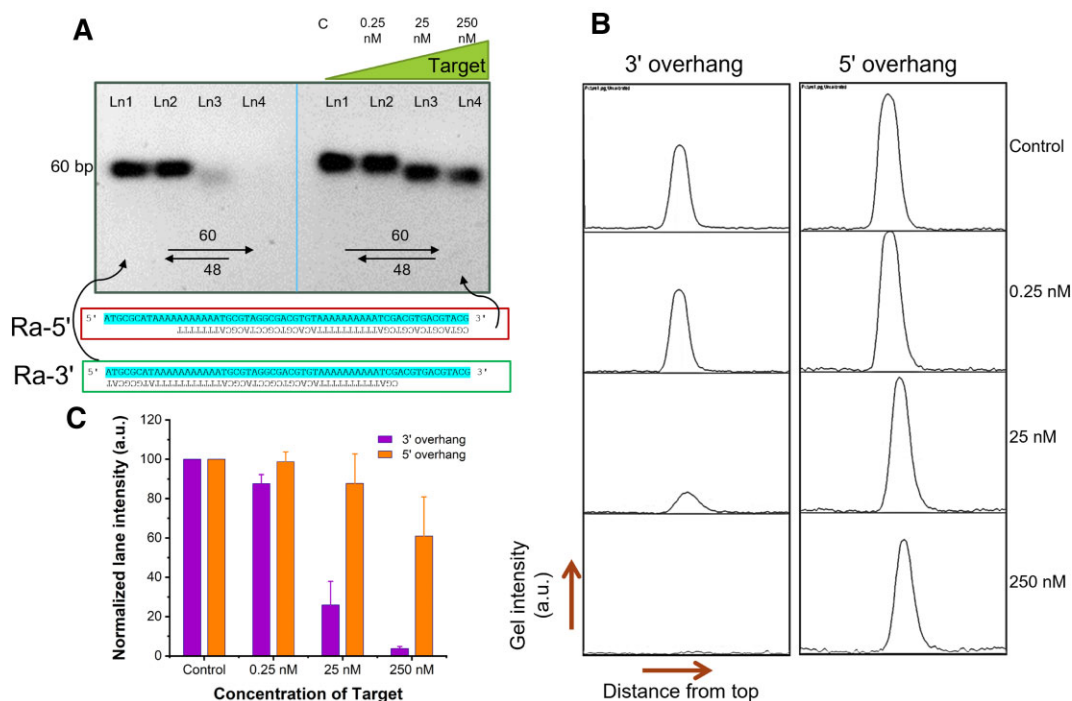 A
C
0.25 nM
25 nM
250 nM
Target
Ln1 Ln2 Ln3 Ln4
Ln1 Ln2 Ln3 Ln4
60 bp
60
48
60
48
Ra-5'
5' ATGCGCATAAAAAAAAAAATGCGTAGGCGACGTGTAAAAAAAAAATCGACGTGACGTACG 3'
Ra-3'
5' ATGCGCATAAAAAAAAAAATGCGTAGGCGACGTGTAAAAAAAAAATCGACGTGACGTACG 3'
B
3' overhang
5' overhang
Control
0.25 nM
25 nM
250 nM
Gel intensity
(a.u.)
Distance from top
C
Normalized lane intensity (a.u.)
120
100
80
60
40
20
0
3' overhang
5' overhang
Control 0.25 nM 25 nM 250 nM
Concentration of Target